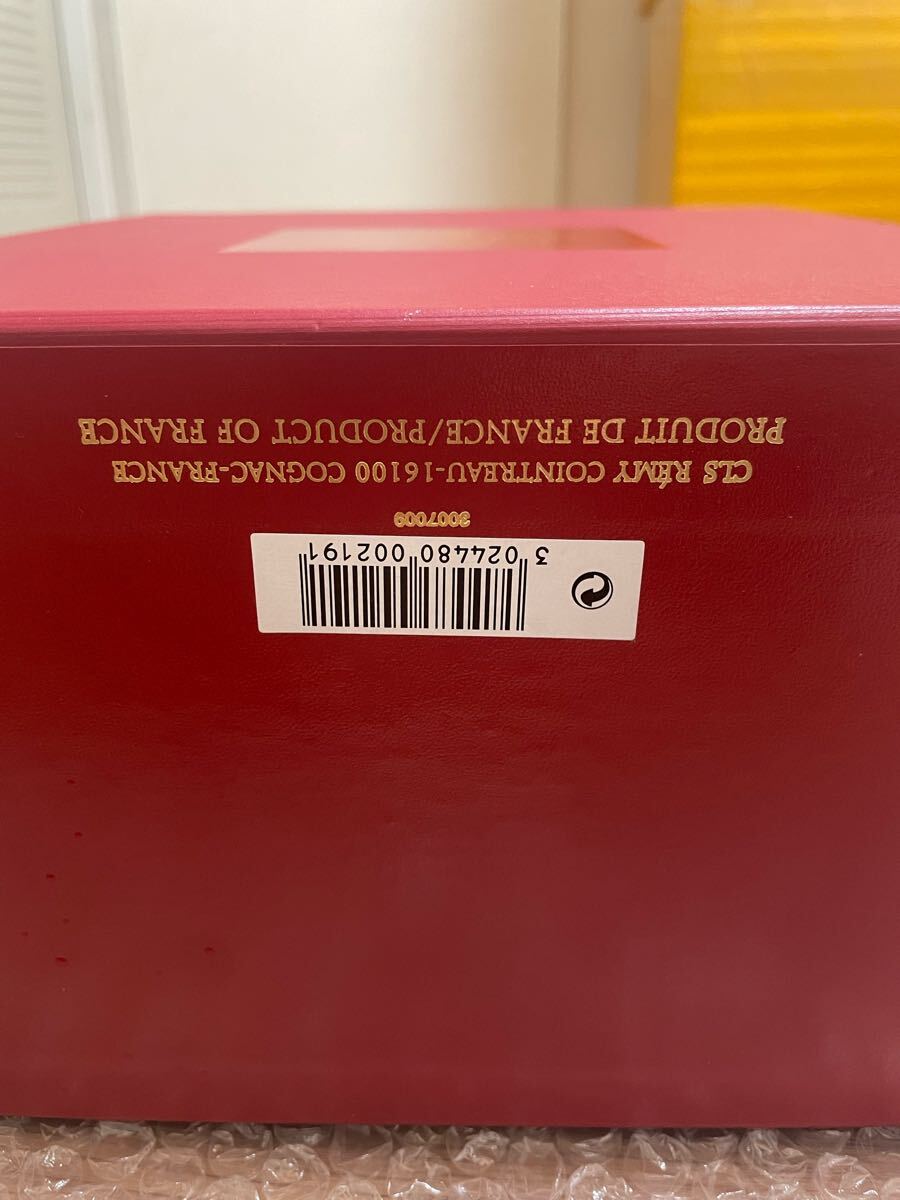 3 024480 002191
3007009
CLS RÉMY COINTREAU-16100 COGNAC-FRANCE
PRODUIT DE FRANCE/PRODUCT OF FRANCE